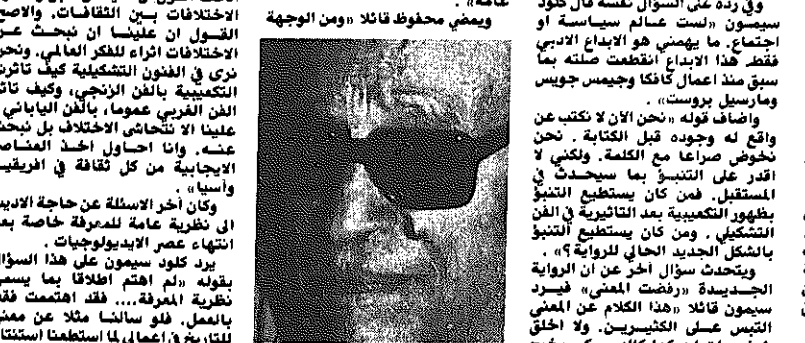 وفي رده على السؤال نفسه قال كلود
سيمون «لست عالم سياسة او
اجتماع. ما يهمني هو الابداع الادبي
فقط. هذا الابداع انقطعت صلته بما
سبق منذ اعمال كافكا وجيمس جويس
ومارسيل بروست» .
واضاف قوله «نحن الآن لا نكتب عن
واقع له وجوده قبل الكتابة . نحن
نخوض صراعا مع الكلمة. ولكني لا
اقدر على التنبؤ بما سيحدث في
المستقبل. فمن كان يستطيع التنبؤ
بظهور التكعيبية بعد التاثيرية في الفن
التشكيلي . ومن كان يستطيع التنبؤ
بالشكل الجديد الحالي للرواية؟» .
ويتحدث سؤال آخر عن ان الرواية
الجديدة «رفضت المعنى» فيرد
سيمون قائلا «هذا الكلام عن المعنى
التبس على الكثيرين. ولا اخلق
عامة» .
ويمضي محفوظ قائلا «ومن الوجهة
الاختلافات بين الثقافات. والاصح
القول ان علينا ان نبحث عن
الاختلافات اثراء للفكر العالمي. ونحن
نرى في الفنون التشكيلية كيف تاثرت
التكعيبية بالفن الزنجي، وكيف تاثر
الفن الغربي عموما، بالفن الياباني
علينا الا نتحاشى الاختلاف بل نبحث
عنه. وانا احاول اخذ العناصر
الايجابية من كل ثقافة في افريقيا
وآسيا» .
وكان آخر الاسئلة عن حاجة الاديب
الى نظرية عامة للمعرفة خاصة بعد
انتهاء عصر الايديولوجيات .
يرد كلود سيمون على هذا السؤال
بقوله «لم اهتم اطلاقا بما يسمى
نظرية المعرفة.... فقد اهتممت فقط
بالعمل. فلو سالنا مثلا عن معنى
للتاريخ في اعمالي لما استطعنا